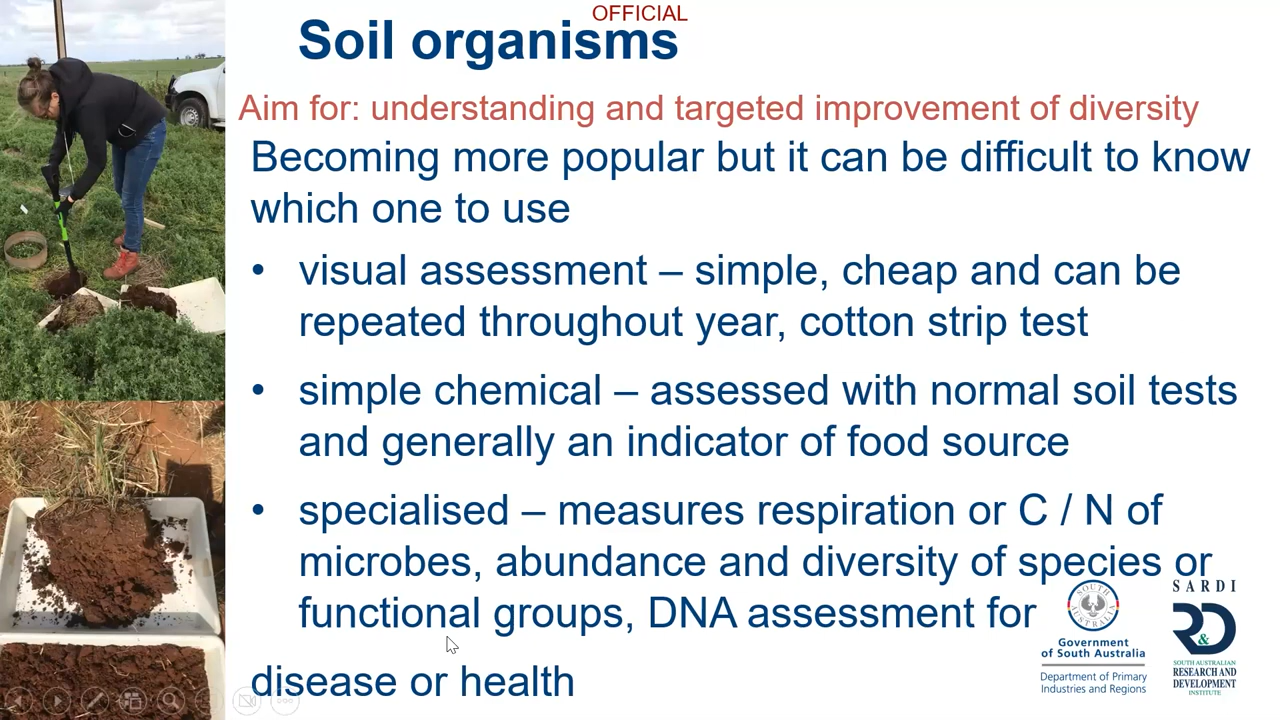 OFFICIAL
Soil organisms
Aim for: understanding and targeted improvement of diversity
Becoming more popular but it can be difficult to know
which one to use
• visual assessment – simple, cheap and can be
repeated throughout year, cotton strip test
• simple chemical – assessed with normal soil tests
and generally an indicator of food source
• specialised – measures respiration or C / N of
microbes, abundance and diversity of species or
functional groups, DNA assessment for
disease or health
SOUTH AUSTRALIA
Government
of South Australia
Department of Primary
Industries and Regions
SARDI
R&D
SOUTH AUSTRALIAN
RESEARCH AND
DEVELOPMENT
INSTITUTE